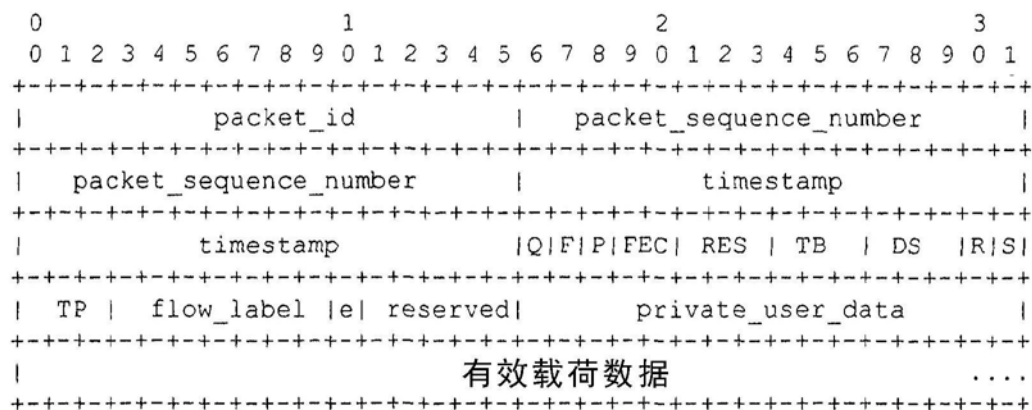 0                   1                   2                   3
0 1 2 3 4 5 6 7 8 9 0 1 2 3 4 5 6 7 8 9 0 1 2 3 4 5 6 7 8 9 0 1
+-+-+-+-+-+-+-+-+-+-+-+-+-+-+-+-+-+-+-+-+-+-+-+-+-+-+-+-+-+-+-+-+
| packet_id | packet_sequence_number |
+-+-+-+-+-+-+-+-+-+-+-+-+-+-+-+-+-+-+-+-+-+-+-+-+-+-+-+-+-+-+-+-+
| packet_sequence_number | timestamp |
+-+-+-+-+-+-+-+-+-+-+-+-+-+-+-+-+-+-+-+-+-+-+-+-+-+-+-+-+-+-+-+-+
| timestamp |Q|F|P|FEC| RES | TB | DS |R|S|
+-+-+-+-+-+-+-+-+-+-+-+-+-+-+-+-+-+-+-+-+-+-+-+-+-+-+-+-+-+-+-+-+
| TP | flow_label |e| reserved| private_user_data |
+-+-+-+-+-+-+-+-+-+-+-+-+-+-+-+-+-+-+-+-+-+-+-+-+-+-+-+-+-+-+-+-+
| 有效载荷数据 ....
+-+-+-+-+-+-+-+-+-+-+-+-+-+-+-+-+-+-+-+-+-+-+-+-+-+-+-+-+-+-+-+-+